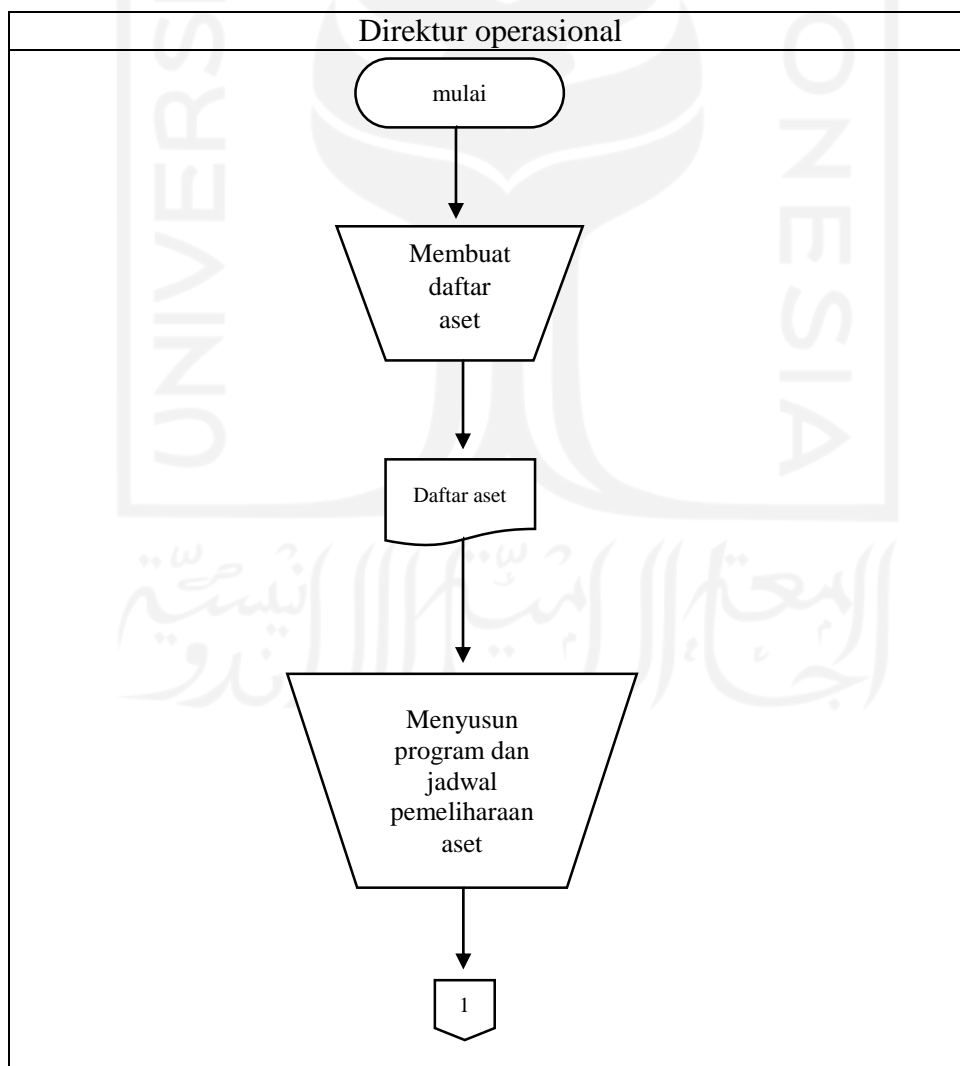 Direktur operasional
mulai
Membuat
daftar
aset
Daftar aset
Menyusun
program dan
jadwal
pemeliharaan
aset
1